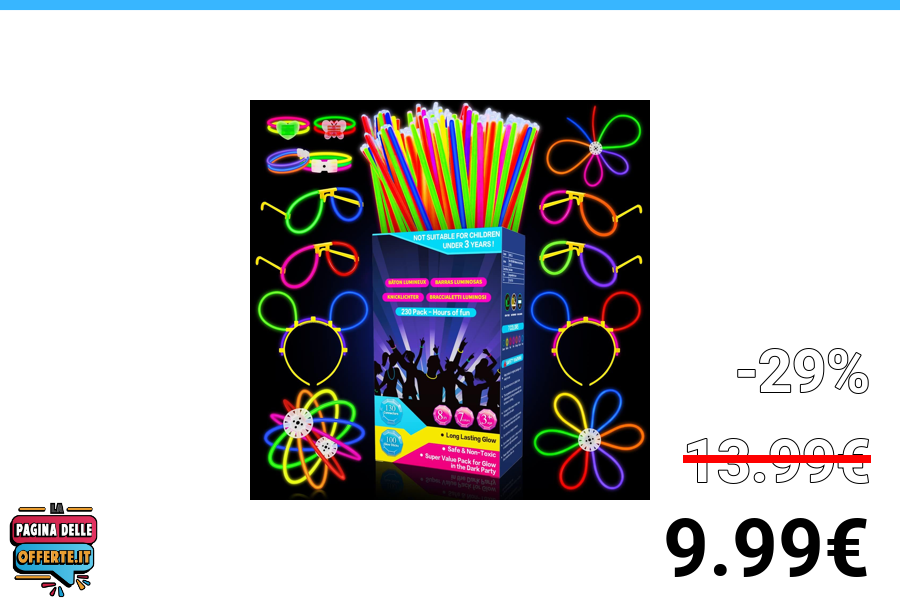 NOT SUITABLE FOR CHILDREN
UNDER 3 YEARS!
BÂTON LUMINEUX BARRAS LUMINOSAS
KNICKLICHTER BRACCIALETTI LUMINOSI
230 Pack - Hours of fun
130
100
• Long Lasting Glow
• Safe & Non-Toxic
• Super Value Pack for Glow
in the Dark Party
-29%
13.99€
9.99€
LA
PAGINA DELLE
OFFERTE.IT